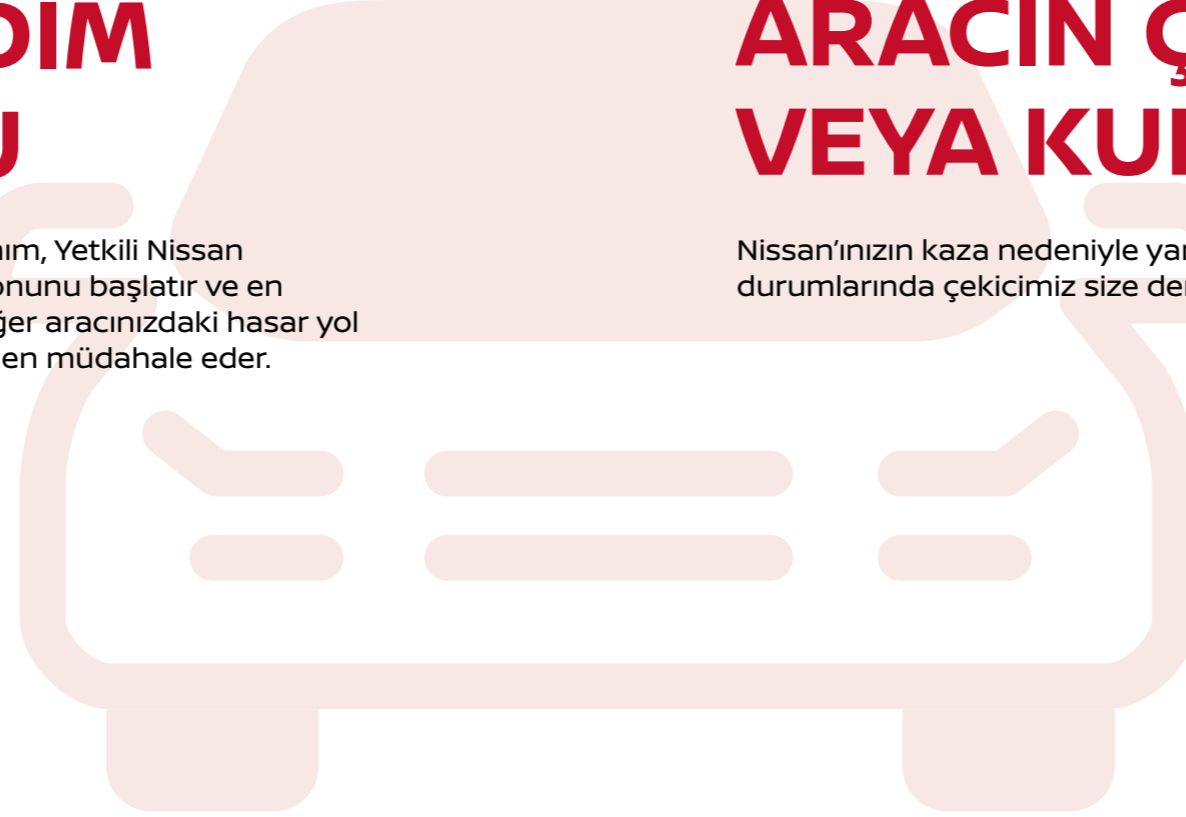 DIM
U
ım, Yetkili Nissan
onunu başlatır ve en
ğer aracınızdaki hasar yol
en müdahale eder.
ARACIN Ç
VEYA KU
Nissan'ınızın kaza nedeniyle ya
durumlarında çekicimiz size de